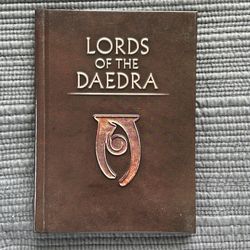 LORDS
OF THE
DAEDRA